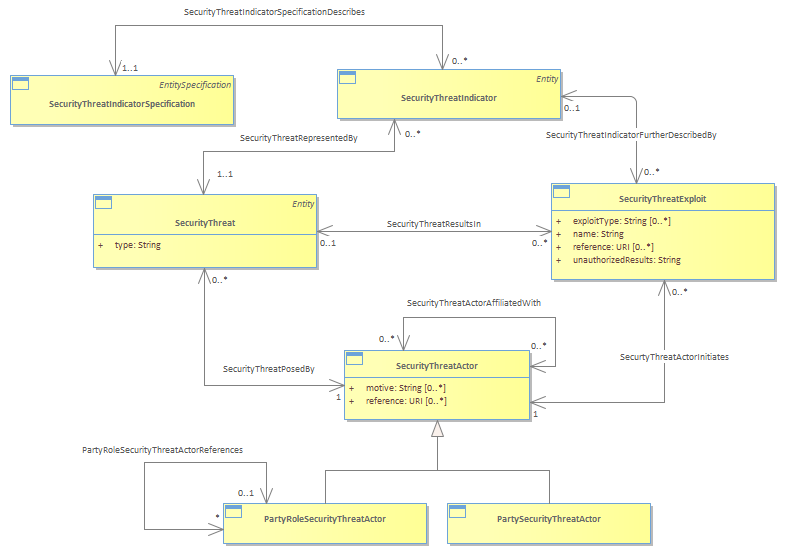 SecurityThreatIndicatorSpecificationDescribes
1..1
0..*
EntitySpecification
SecurityThreatIndicatorSpecification
Entity
SecurityThreatIndicator
0..1
SecurityThreatIndicatorFurtherDescribedBy
0..*
SecurityThreatRepresentedBy
0..*
1..1
Entity
SecurityThreat
+ type: String
SecurityThreatResultsIn
0..1
0..*
SecurityThreatExploit
+ exploitType: String [0..*]
+ name: String
+ reference: URI [0..*]
+ unauthorizedResults: String
0..*
0..*
SecurityThreatActorAffiliatedWith
0..*
0..*
SecurityThreatPosedBy
1
SecurityThreatActor
+ motive: String [0..*]
+ reference: URI [0..*]
SecurtyThreatActorInitiates
1
PartyRoleSecurityThreatActorReferences
0..1
*
PartyRoleSecurityThreatActor
PartySecurityThreatActor